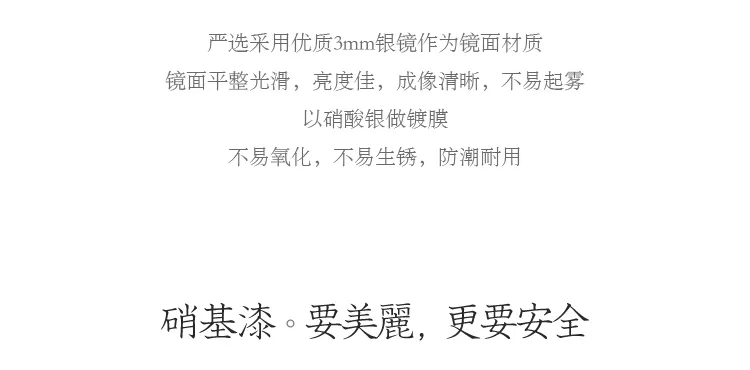 严选采用优质3mm银镜作为镜面材质
镜面平整光滑，亮度佳，成像清晰，不易起雾
以硝酸银做镀膜
不易氧化，不易生锈，防潮耐用
硝基漆。要美麗，更要安全